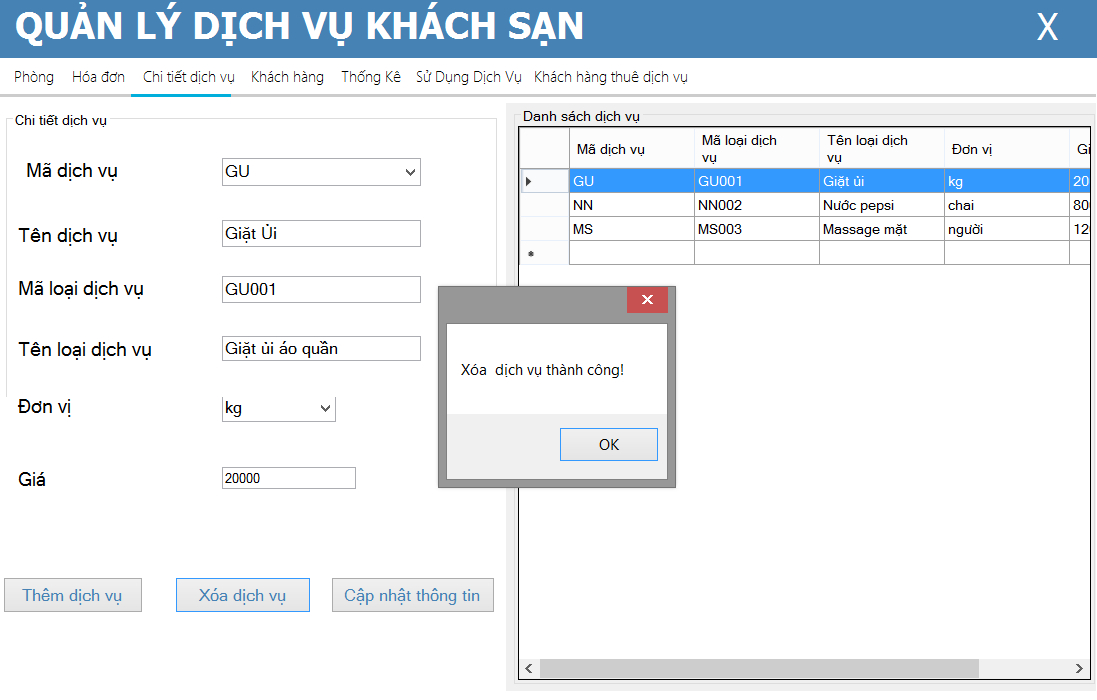 QUẢN LÝ DỊCH VỤ KHÁCH SẠN X
Phòng Hóa đơn Chi tiết dịch vụ Khách hàng Thống Kê Sử Dụng Dịch Vụ Khách hàng thuê dịch vụ
Chi tiết dịch vụ
Mã dịch vụ GU
Tên dịch vụ Giặt Ủi
Mã loại dịch vụ GU001
Tên loại dịch vụ Giặt ủi áo quần
Đơn vị kg
Giá 20000
Thêm dịch vụ Xóa dịch vụ Cập nhật thông tin
Danh sách dịch vụ
Mã dịch vụ Mã loại dịch vụ Tên loại dịch vụ Đơn vị Gi
GU GU001 Giặt ủi kg 20
NN NN002 Nước pepsi chai 80
MS MS003 Massage mặt người 12
Xóa dịch vụ thành công!
OK